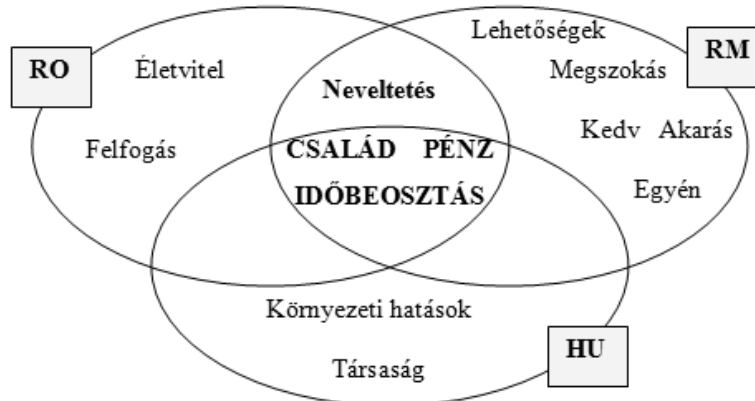 Lehetőségek
RO Életvitel Megszokás RM
Neveltetés
Kedv Akarás
Felfogás CSALÁD PÉNZ
IDŐBEOSZTÁS Egyén
Környezeti hatások
HU
Társaság